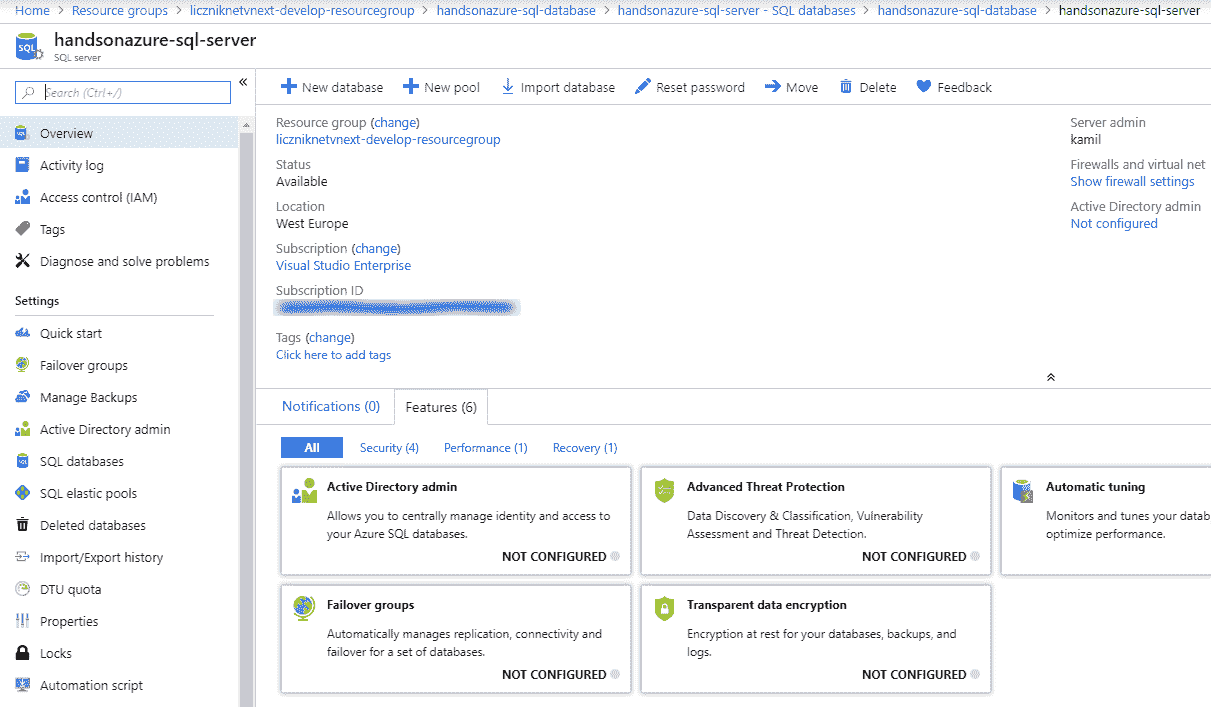 Home > Resource groups > liczniknetvnext-develop-resourcegroup > handsonazure-sql-database > handsonazure-sql-server - SQL databases > handsonazure-sql-database > handsonazure-sql-server
SQL
handsonazure-sql-server
SQL server
Search (Ctrl+/)
«
Overview
Activity log
Access control (IAM)
Tags
Diagnose and solve problems
Settings
Quick start
Failover groups
Manage Backups
Active Directory admin
SQL databases
SQL elastic pools
Deleted databases
Import/Export history
DTU quota
Properties
Locks
Automation script
New database
New pool
Import database
Reset password
Move
Delete
Feedback
Resource group (change)
liczniknetvnext-develop-resourcegroup
Status
Available
Location
West Europe
Subscription (change)
Visual Studio Enterprise
Subscription ID
Tags (change)
Click here to add tags
Server admin
kamil
Firewalls and virtual net
Show firewall settings
Active Directory admin
Not configured
Notifications (0)
Features (6)
All
Security (4)
Performance (1)
Recovery (1)
Active Directory admin
Allows you to centrally manage identity and access to
your Azure SQL databases.
NOT CONFIGURED
Advanced Threat Protection
Data Discovery & Classification, Vulnerability
Assessment and Threat Detection.
NOT CONFIGURED
Automatic tuning
Monitors and tunes your datab
optimize performance.
Failover groups
Automatically manages replication, connectivity and
failover for a set of databases.
NOT CONFIGURED
Transparent data encryption
Encryption at rest for your databases, backups, and
logs.
NOT CONFIGURED